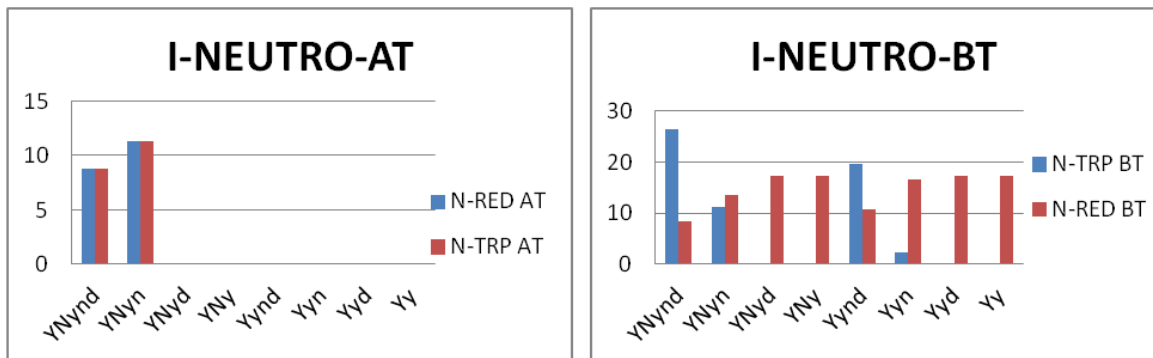 I-NEUTRO-AT
15
10
5
0
YNynd
YNyn
YNyd
YNy
Yynd
Yyn
Yyd
Yy
N-RED AT
N-TRP AT
I-NEUTRO-BT
30
20
10
0
YNynd
YNyn
YNyd
YNy
Yynd
Yyn
Yyd
Yy
N-TRP BT
N-RED BT